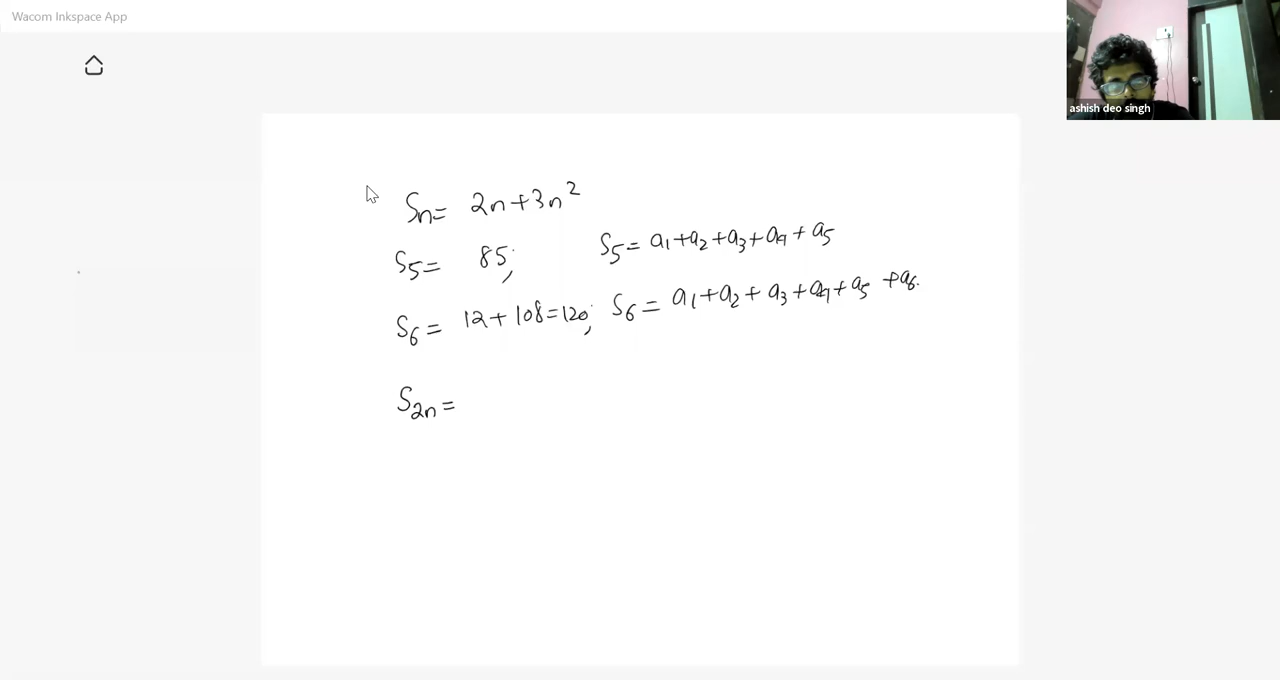 Wacom Inkspace App
ashish deo singh
Sn= 2n+3n²
S₅= 85; S₅= a₁+a₂+a₃+a₄+a₅
S₆= 12+108=120; S₆= a₁+a₂+a₃+a₄+a₅+a₆.
S₂n=